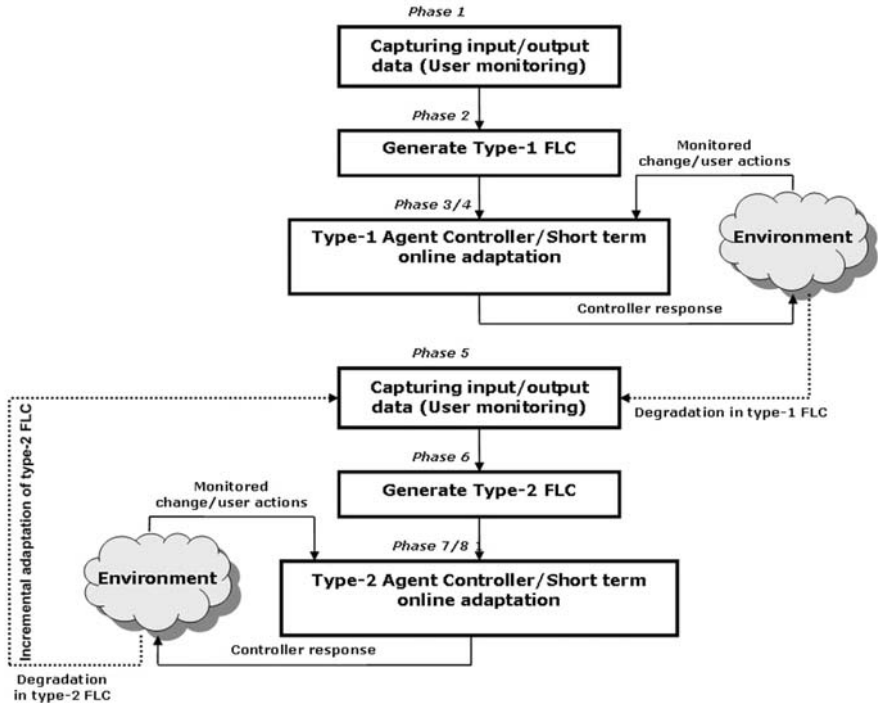 Phase 1
Capturing input/output
data (User monitoring)
Phase 2
Generate Type-1 FLC
Monitored
change/user actions
Phase 3/4
Type-1 Agent Controller/Short term
online adaptation
Environment
Controller response
Phase 5
Capturing input/output
data (User monitoring)
Degradation in type-1 FLC
Incremental adaptation of type-2 FLC
Phase 6
Generate Type-2 FLC
Monitored
change/user actions
Phase 7/8
Environment
Type-2 Agent Controller/Short term
online adaptation
Controller response
Degradation
in type-2 FLC